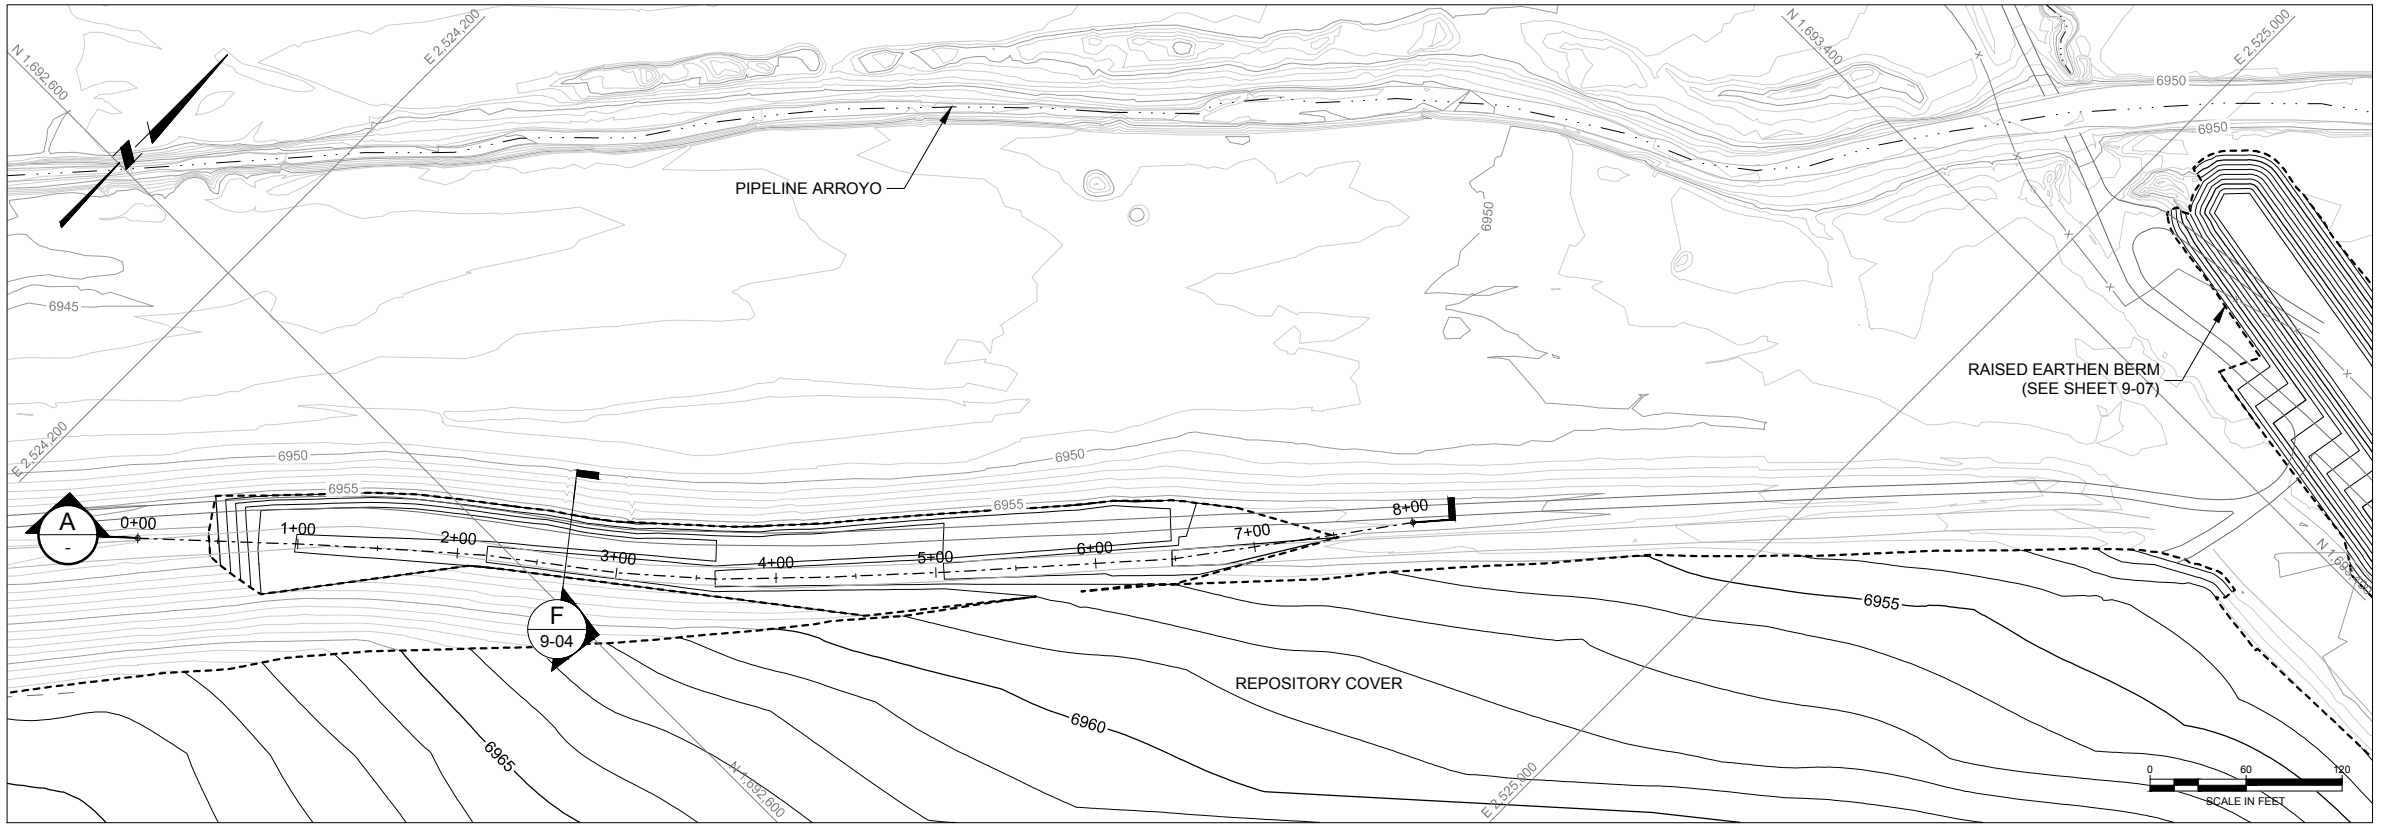 N 1,692,600
E 2,524,200
N 1,693,400
E 2,525,000
6950
6950
PIPELINE ARROYO
6950
6945
RAISED EARTHEN BERM
(SEE SHEET 9-07)
E 2,524,200
6950
6950
6955
6955
A
-
0+00
1+00
2+00
3+00
4+00
5+00
6+00
7+00
8+00
F
9-04
6955
REPOSITORY COVER
6960
6965
N 1,692,600
E 2,525,000
0
60
120
SCALE IN FEET